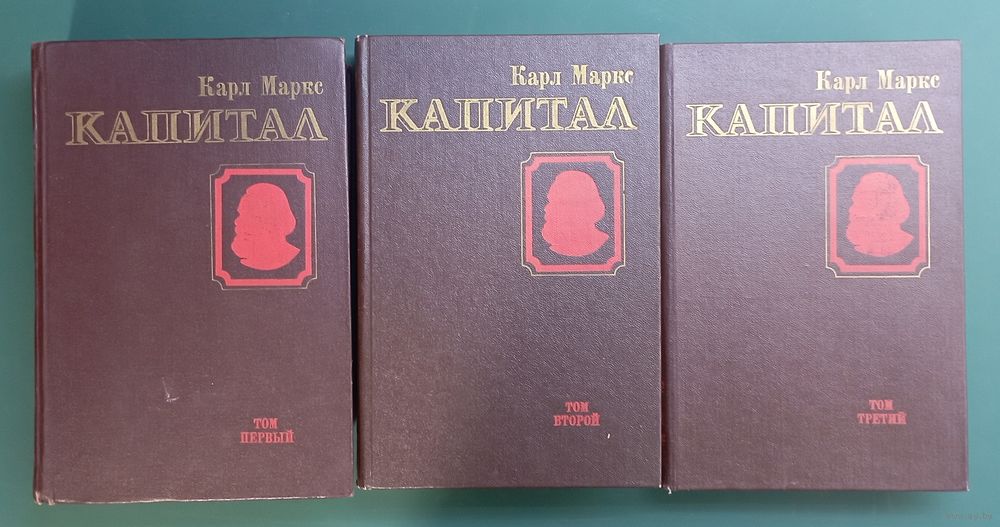 Карл Маркс
КАПИТАЛ
ТОМ
ПЕРВЫЙ
Карл Маркс
КАПИТАЛ
ТОМ
ВТОРОЙ
Карл Маркс
КАПИТАЛ
ТОМ
ТРЕТИЙ